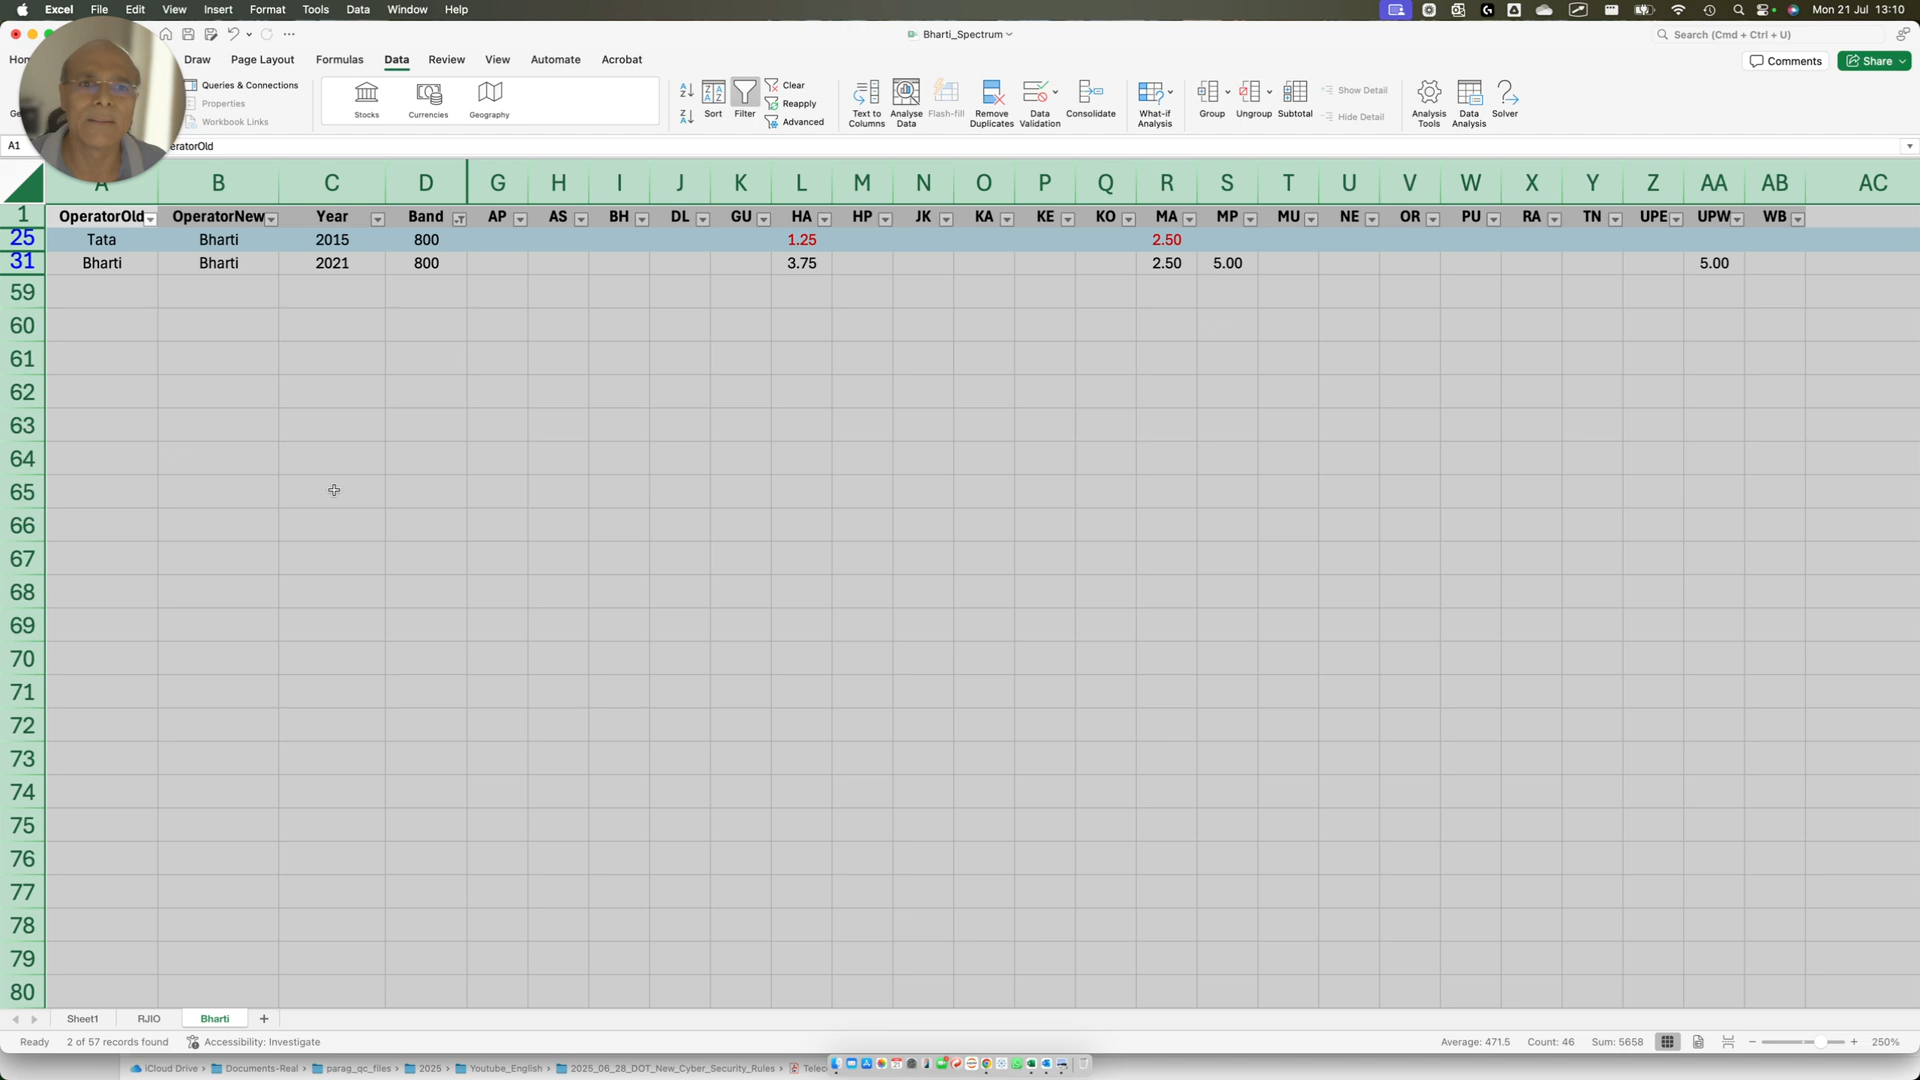 Excel File Edit View Insert Format Tools Data Window Help Mon 21 Jul 13:10
Bharti_Spectrum Search (Cmd + Ctrl + U)
Draw Page Layout Formulas Data Review View Automate Acrobat Comments Share
Queries & Connections
Properties
Workbook Links
Stocks Currencies Geography
Sort Filter
Clear
Reapply
Advanced
Text to Columns Analyse Data Flash-fill Remove Duplicates Data Validation Consolidate What-if Analysis Group Ungroup Subtotal
Show Detail
Hide Detail
Analysis Tools Data Analysis Solver
A1 eratorOld
A B C D G H I J K L M N O P Q R S T U V W X Y Z AA AB AC
1 OperatorOld OperatorNew Year Band AP AS BH DL GU HA HP JK KA KE KO MA MP MU NE OR PU RA TN UPE UPW WB
25 Tata Bharti 2015 800 1.25 2.50
31 Bharti Bharti 2021 800 3.75 2.50 5.00 5.00
59
60
61
62
63
64
65
66
67
68
69
70
71
72
73
74
75
76
77
78
79
80
Sheet1 RJIO Bharti
Ready 2 of 57 records found Accessibility: Investigate Average: 471.5 Count: 46 Sum: 5658 250%
iCloud Drive Documents-Real parag_qc_files 2025 Youtube_English 2025_06_28_DOT_New_Cyber_Security_Rules